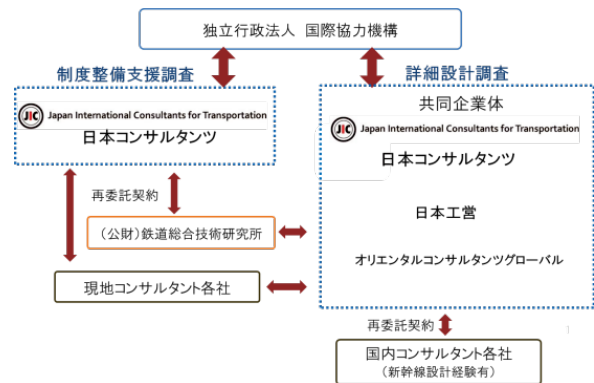 独立行政法人 国際協力機構
制度整備支援調査
詳細設計調査
JIC Japan International Consultants for Transportation
日本コンサルタンツ
共同企業体
JIC Japan International Consultants for Transportation
日本コンサルタンツ
日本工営
オリエンタルコンサルタンツグローバル
再委託契約
(公財)鉄道総合技術研究所
現地コンサルタント各社
再委託契約
国内コンサルタント各社
(新幹線設計経験有)
1